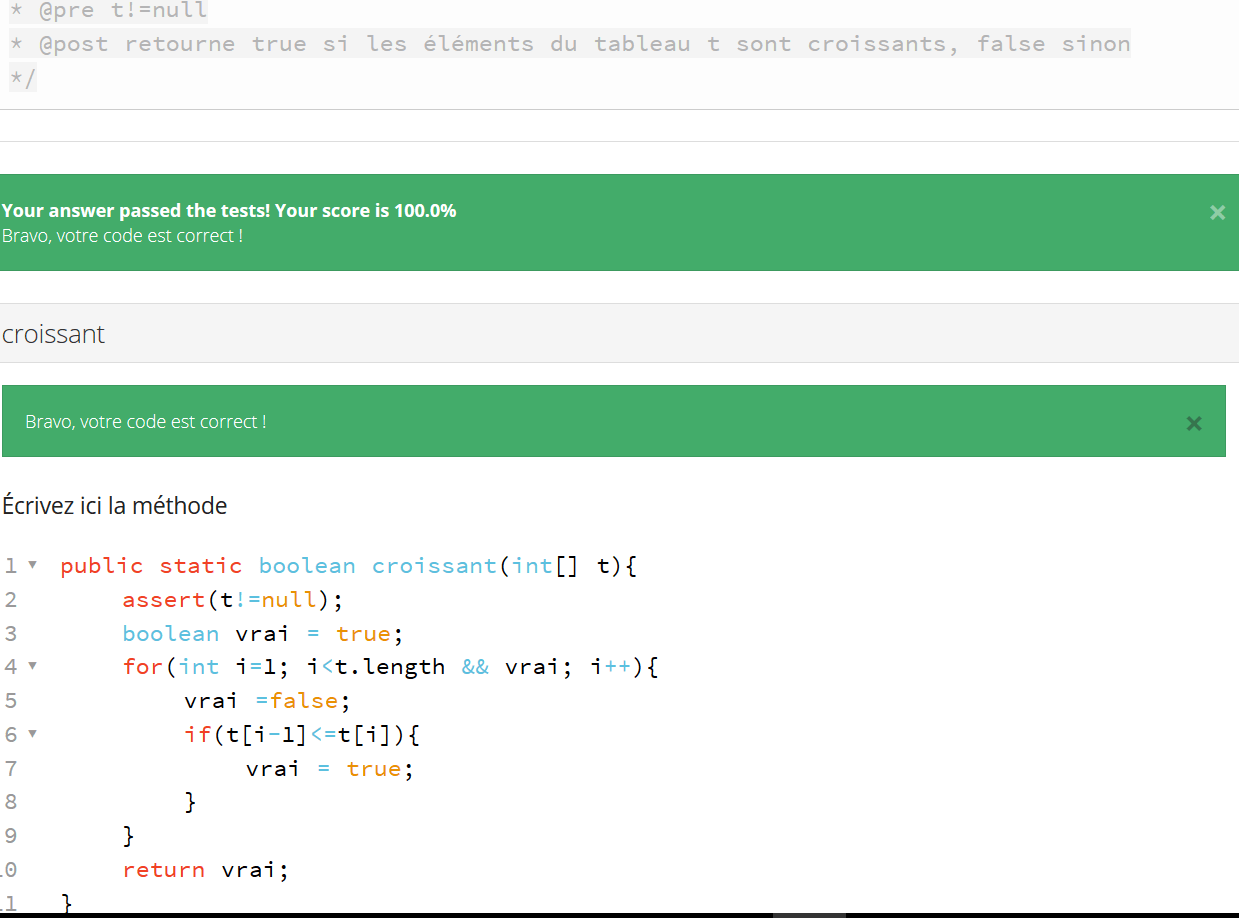 * @pre t!=null
* @post retourne true si les éléments du tableau t sont croissants, false sinon
*/
Your answer passed the tests! Your score is 100.0%
Bravo, votre code est correct !
croissant
Bravo, votre code est correct !
Écrivez ici la méthode
1 public static boolean croissant(int[] t){
2 assert(t!=null);
3 boolean vrai = true;
4 for(int i=1; i<t.length && vrai; i++){
5 vrai =false;
6 if(t[i-1]<=t[i]){
7 vrai = true;
8 }
9 }
10 return vrai;
11 }